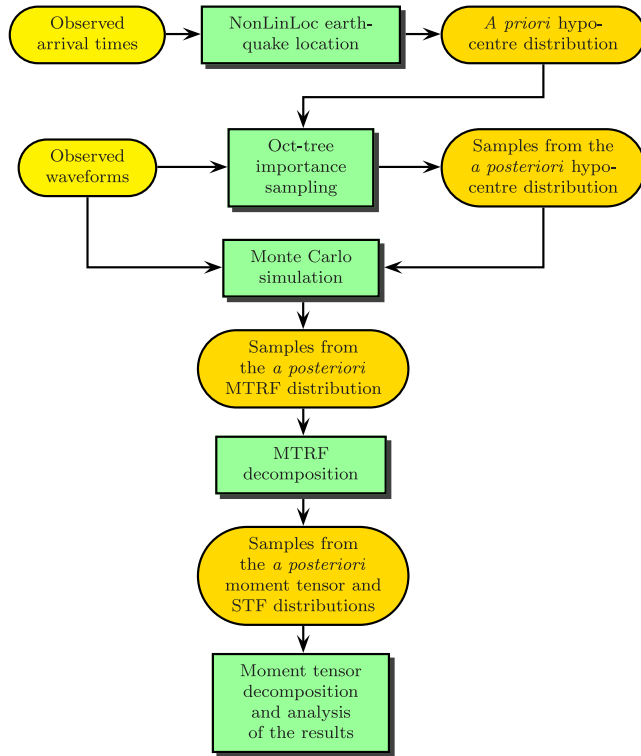 Observed
arrival times
NonLinLoc earth-
quake location
A priori hypo-
centre distribution
Observed
waveforms
Oct-tree
importance
sampling
Samples from the
a posteriori hypo-
centre distribution
Monte Carlo
simulation
Samples from
the a posteriori
MTRF distribution
MTRF
decomposition
Samples from
the a posteriori
moment tensor and
STF distributions
Moment tensor
decomposition
and analysis
of the results